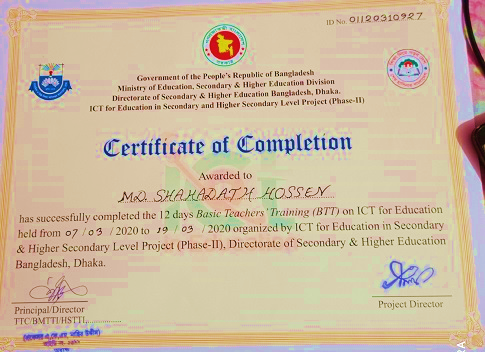 ID No. 01120310927
Government of the People's Republic of Bangladesh
Ministry of Education, Secondary & Higher Education Division
Directorate of Secondary & Higher Education Bangladesh, Dhaka.
ICT for Education in Secondary and Higher Secondary Level Project (Phase-II)
Certificate of Completion
Awarded to
MD. SHAHADATH HOSSEN
has successfully completed the 12 days Basic Teachers' Training (BTT) on ICT for Education
held from 07 / 03 / 2020 to 19 / 03 / 2020 organized by ICT for Education in Secondary
& Higher Secondary Level Project (Phase-II), Directorate of Secondary & Higher Education
Bangladesh, Dhaka.
Principal/Director
TTC/BMTTI/HSTTI,
Project Director